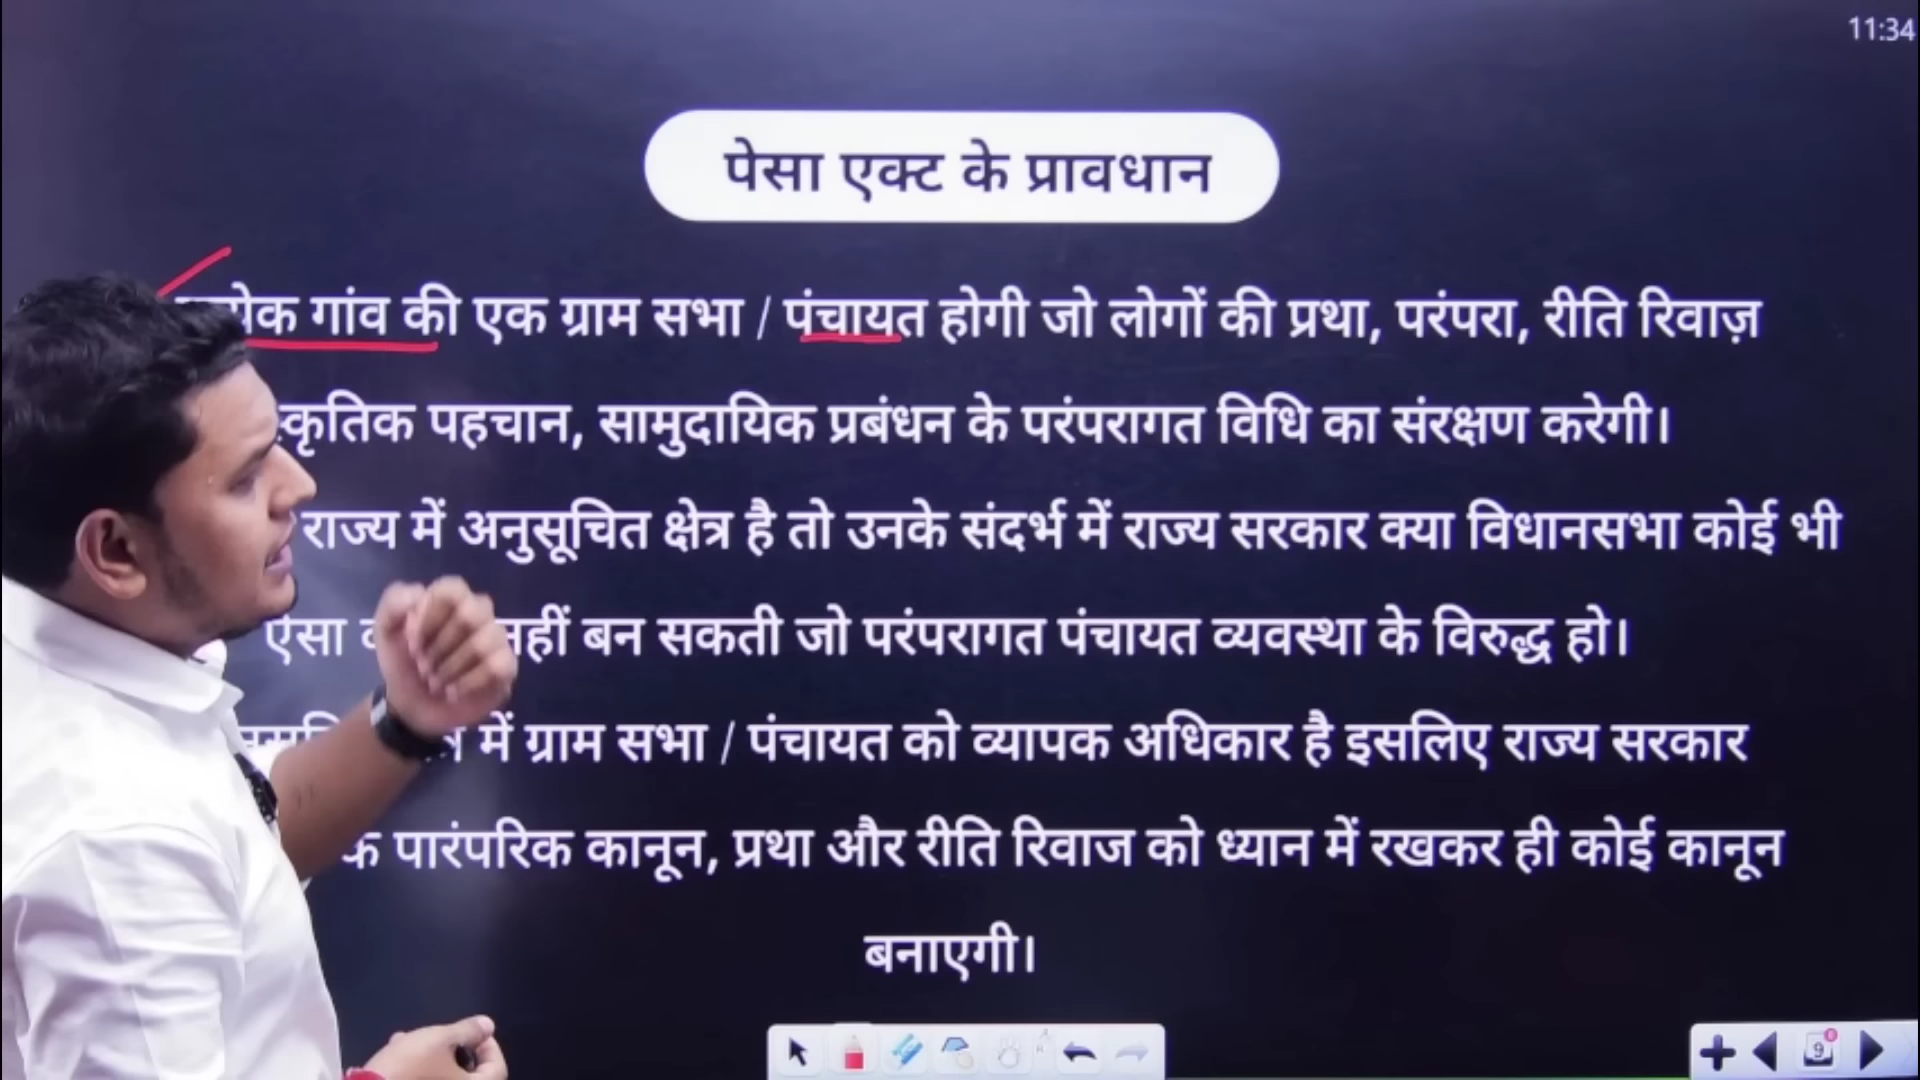 11:34
पेसा एक्ट के प्रावधान
गांव की एक ग्राम सभा / पंचायत होगी जो लोगों की प्रथा, परंपरा, रीति रिवाज़
पहचान, सामुदायिक प्रबंधन के परंपरागत विधि का संरक्षण करेगी।
राज्य में अनुसूचित क्षेत्र है तो उनके संदर्भ में राज्य सरकार क्या विधानसभा कोई भी
ऐसा नहीं बन सकती जो परंपरागत पंचायत व्यवस्था के विरुद्ध हो।
में ग्राम सभा / पंचायत को व्यापक अधिकार है इसलिए राज्य सरकार
पारंपरिक कानून, प्रथा और रीति रिवाज को ध्यान में रखकर ही कोई कानून
बनाएगी।
9